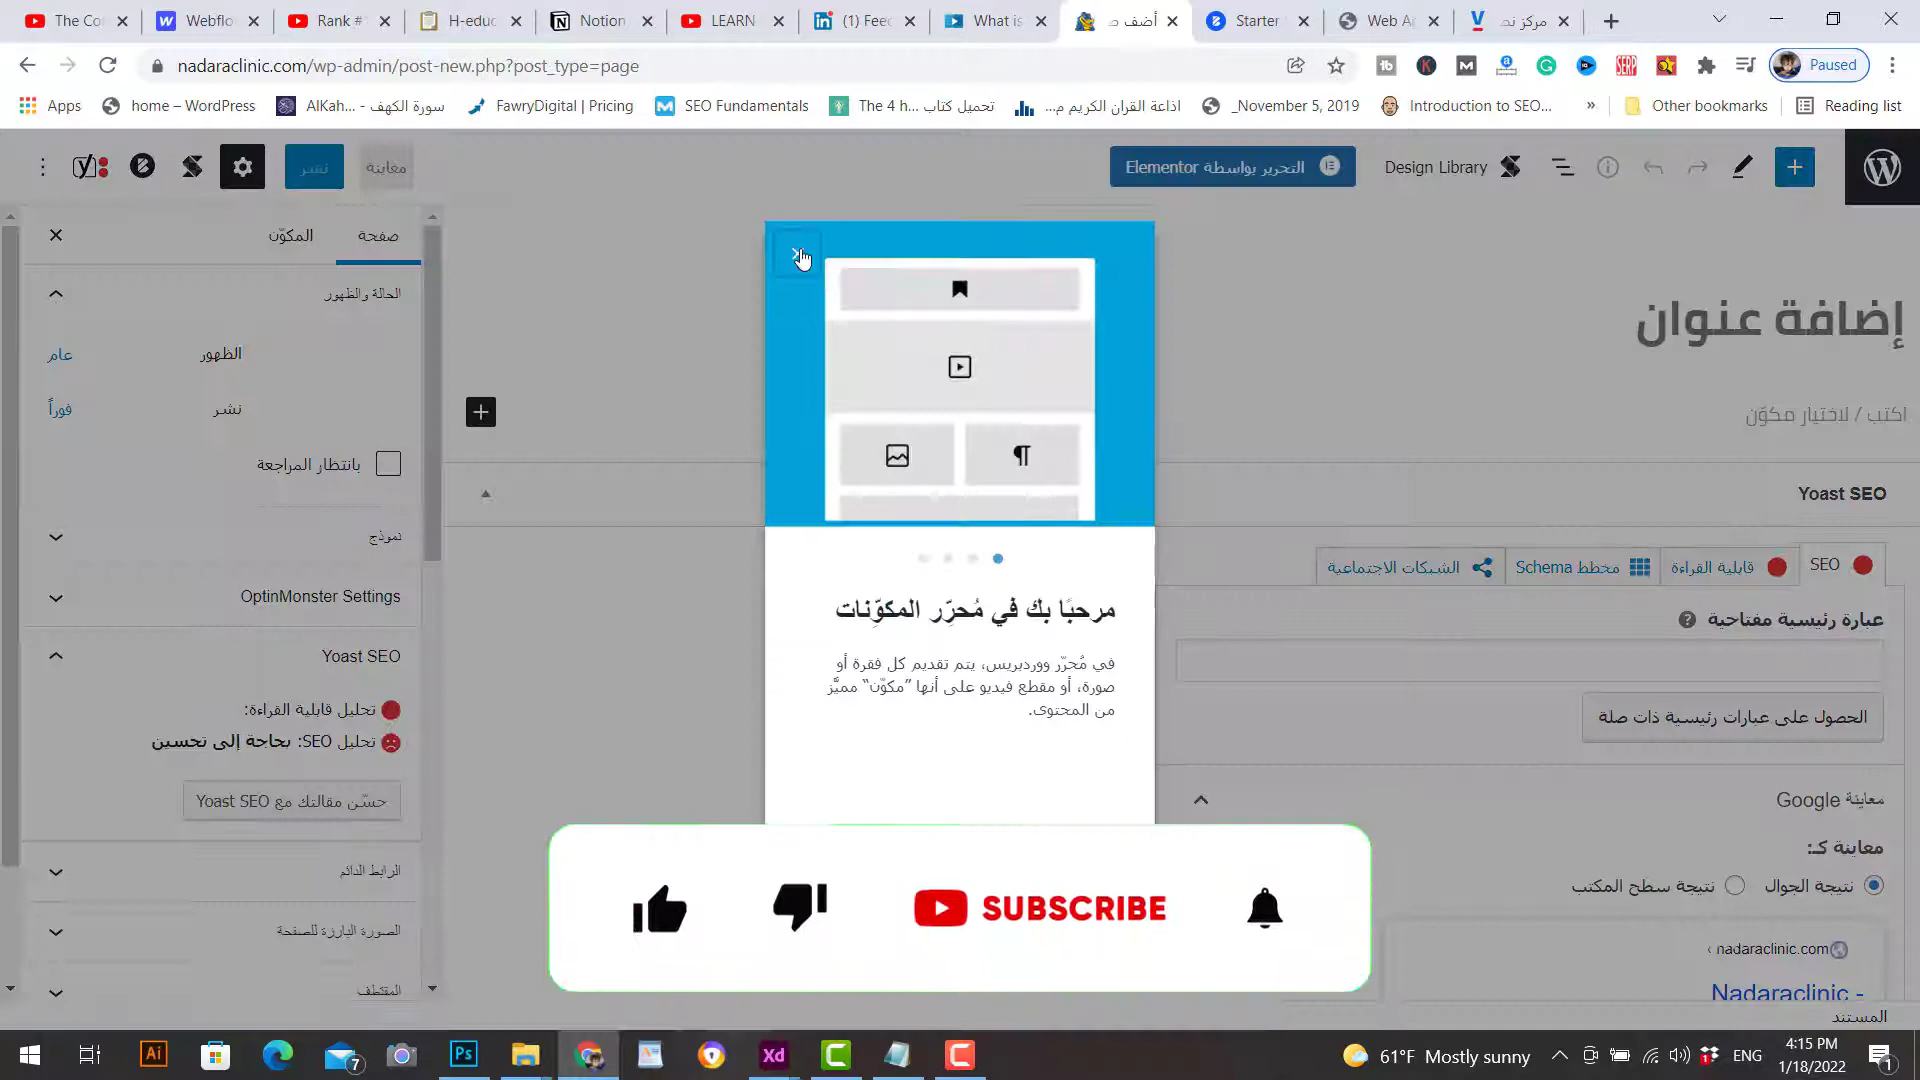 The Co
Webflo
Rank #
H-educ
Notion
LEARN
(1) Fee
What is
أضف ص
Starter
Web A
مركز ند
nadaraclinic.com/wp-admin/post-new.php?post_type=page
Paused
Apps
home – WordPress
سورة الكهف - ...AlKah
FawryDigital | Pricing
SEO Fundamentals
تحميل كتاب ...The 4 h
اذاعة القران الكريم م...
_November 5, 2019
Introduction to SEO...
»
Other bookmarks
Reading list
نشر
معاينة
التحرير بواسطة Elementor
Design Library
صفحة
المكوّن
الحالة والظهور
الظهور
عام
نشر
فوراً
بانتظار المراجعة
نموذج
OptinMonster Settings
Yoast SEO
تحليل قابلية القراءة:
تحليل SEO: بحاجة إلى تحسين
حسّن مقالتك مع Yoast SEO
الرابط الدائم
الصورة البارزة للصفحة
المقتطف
إضافة عنوان
اكتب / لاختيار مكوّن
مرحبًا بك في مُحرّر المكوّنات
في مُحرّر ووردبريس، يتم تقديم كل فقرة أو
صورة، أو مقطع فيديو على أنها ”مكوّن“ مميَّز
من المحتوى.
Yoast SEO
SEO
قابلية القراءة
مخطط Schema
الشبكات الاجتماعية
عبارة رئيسية مفتاحية
الحصول على عبارات رئيسية ذات صلة
معاينة Google
معاينة كـ:
نتيجة الجوال
نتيجة سطح المكتب
nadaraclinic.com ›
Nadaraclinic -
المستند
SUBSCRIBE
Ai
7
Ps
Xd
61°F Mostly sunny
ENG
4:15 PM
1/18/2022
1